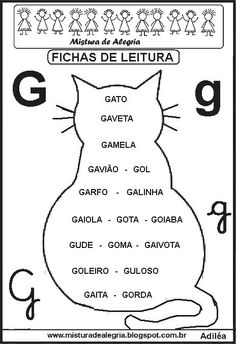 Mistura de Alegria
FICHAS DE LEITURA
G g
GATO
GAVETA
GAMELA
GAVIÃO - GOL
GARFO - GALINHA
GAIOLA - GOTA - GOIABA
GUDE - GOMA - GAIVOTA
GOLEIRO - GULOSO
GAITA - GORDA
G g
www.misturadealegria.blogspot.com.br
Adiléa